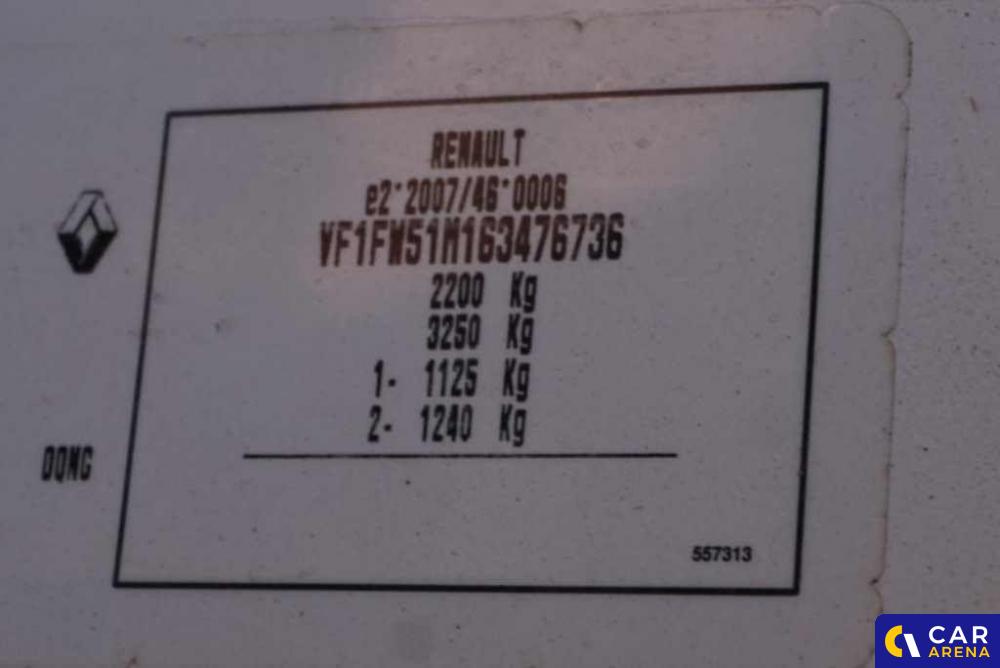 RENAULT
e2*2007/46*0006
VF1FW51M163476736
2200 Kg
3250 Kg
1- 1125 Kg
2- 1240 Kg
DQMG
557313
CAR
ARENA